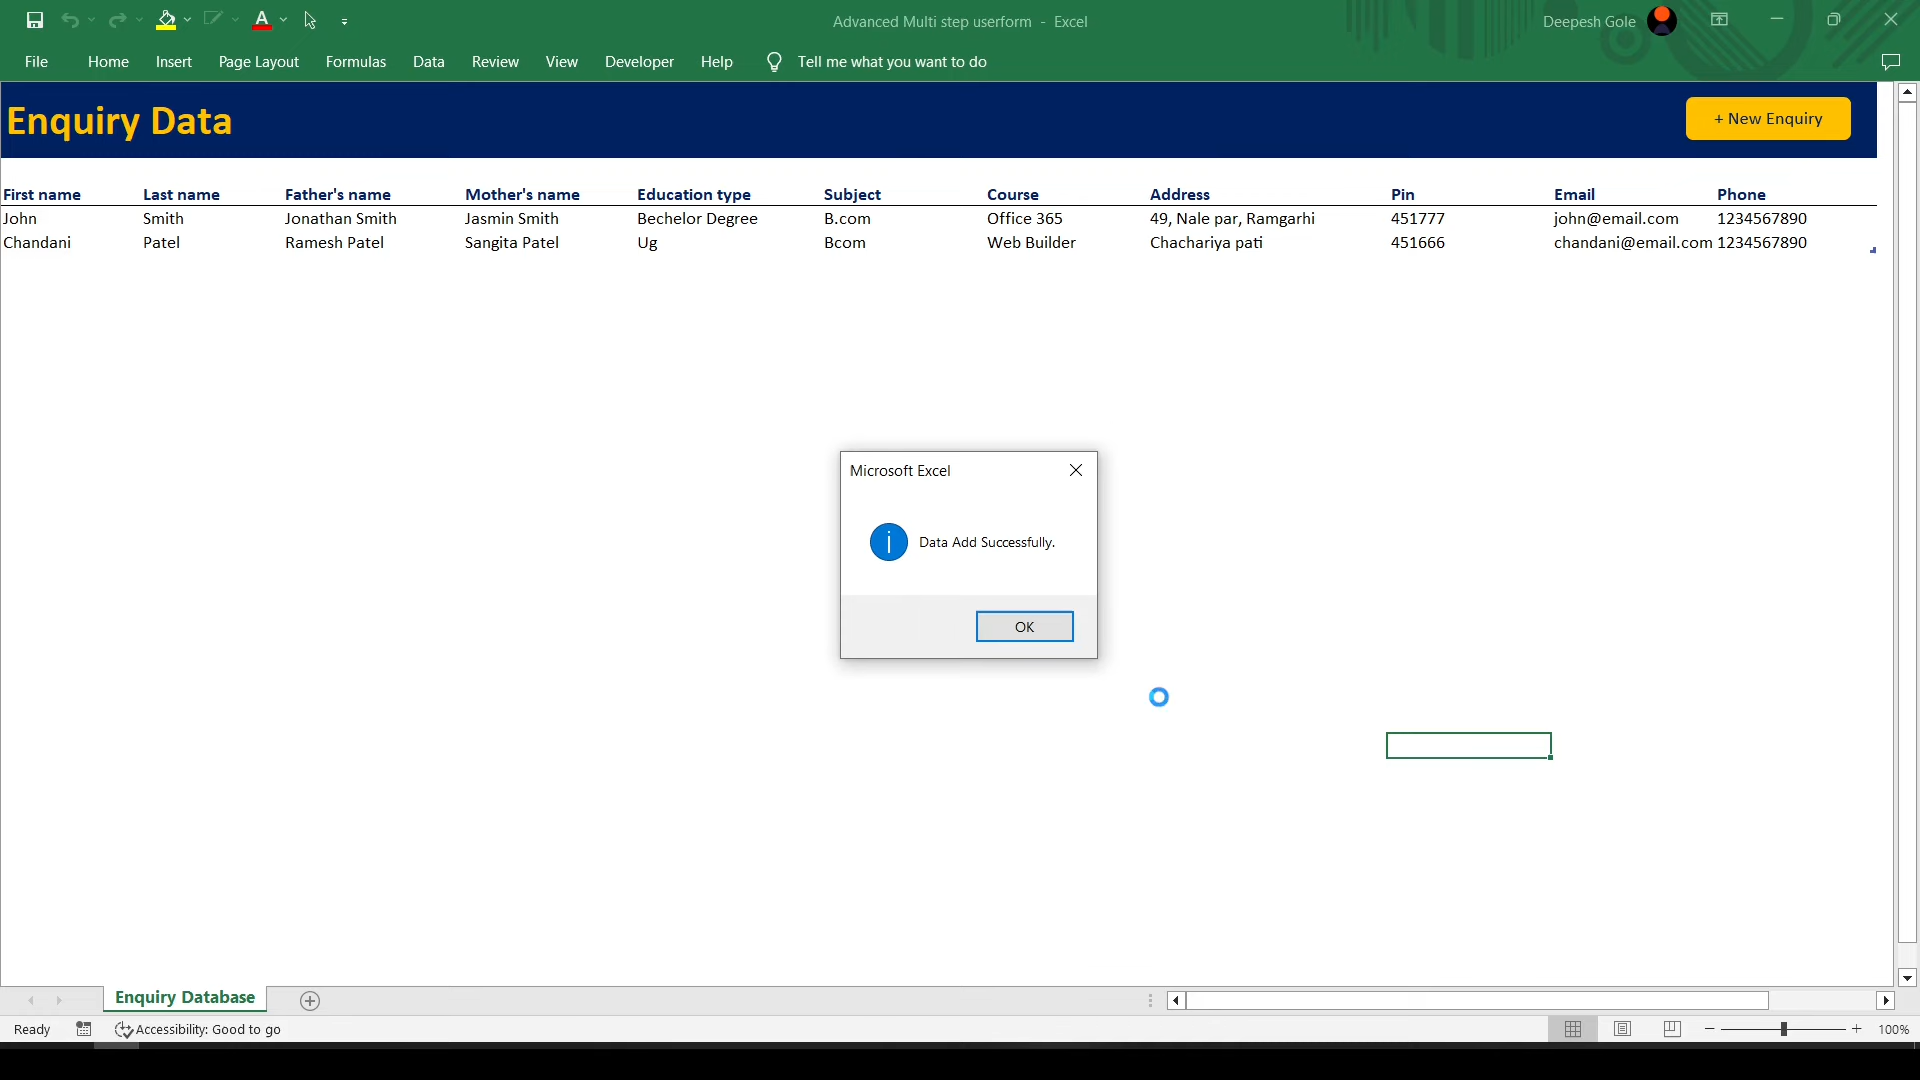 Advanced Multi step userform - Excel
Deepesh Gole
File Home Insert Page Layout Formulas Data Review View Developer Help Tell me what you want to do
Enquiry Data
+ New Enquiry
First name Last name Father's name Mother's name Education type Subject Course Address Pin Email Phone
John Smith Jonathan Smith Jasmin Smith Bechelor Degree B.com Office 365 49, Nale par, Ramgarhi 451777 john@email.com 1234567890
Chandani Patel Ramesh Patel Sangita Patel Ug Bcom Web Builder Chachariya pati 451666 chandani@email.com 1234567890
Microsoft Excel
Data Add Successfully.
OK
Enquiry Database
Ready Accessibility: Good to go 100%